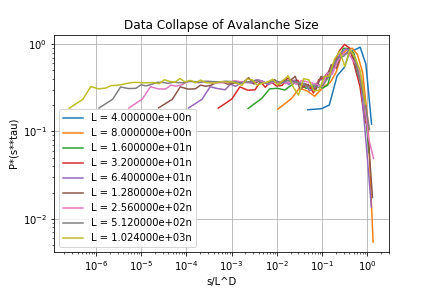 Data Collapse of Avalanche Size
P*(s**tau)
10^0
10^-1
10^-2
L = 4.000000e+00n
L = 8.000000e+00n
L = 1.600000e+01n
L = 3.200000e+01n
L = 6.400000e+01n
L = 1.280000e+02n
L = 2.560000e+02n
L = 5.120000e+02n
L = 1.024000e+03n
10^-6 10^-5 10^-4 10^-3 10^-2 10^-1 10^0
s/L^D